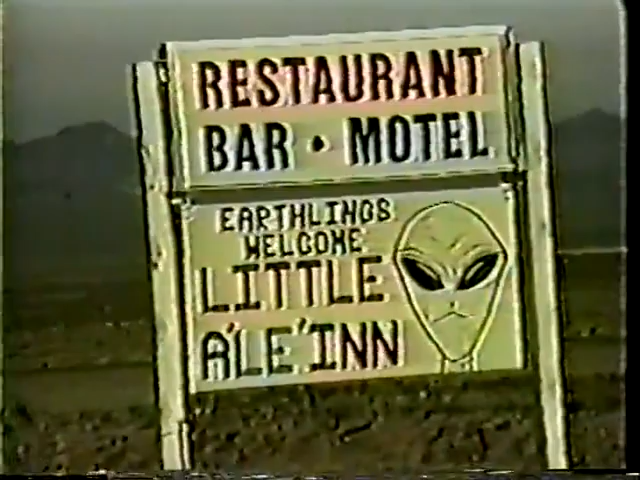 RESTAURANT
BAR • MOTEL
EARTHLINGS
WELCOME
LITTLE
A'LE'INN